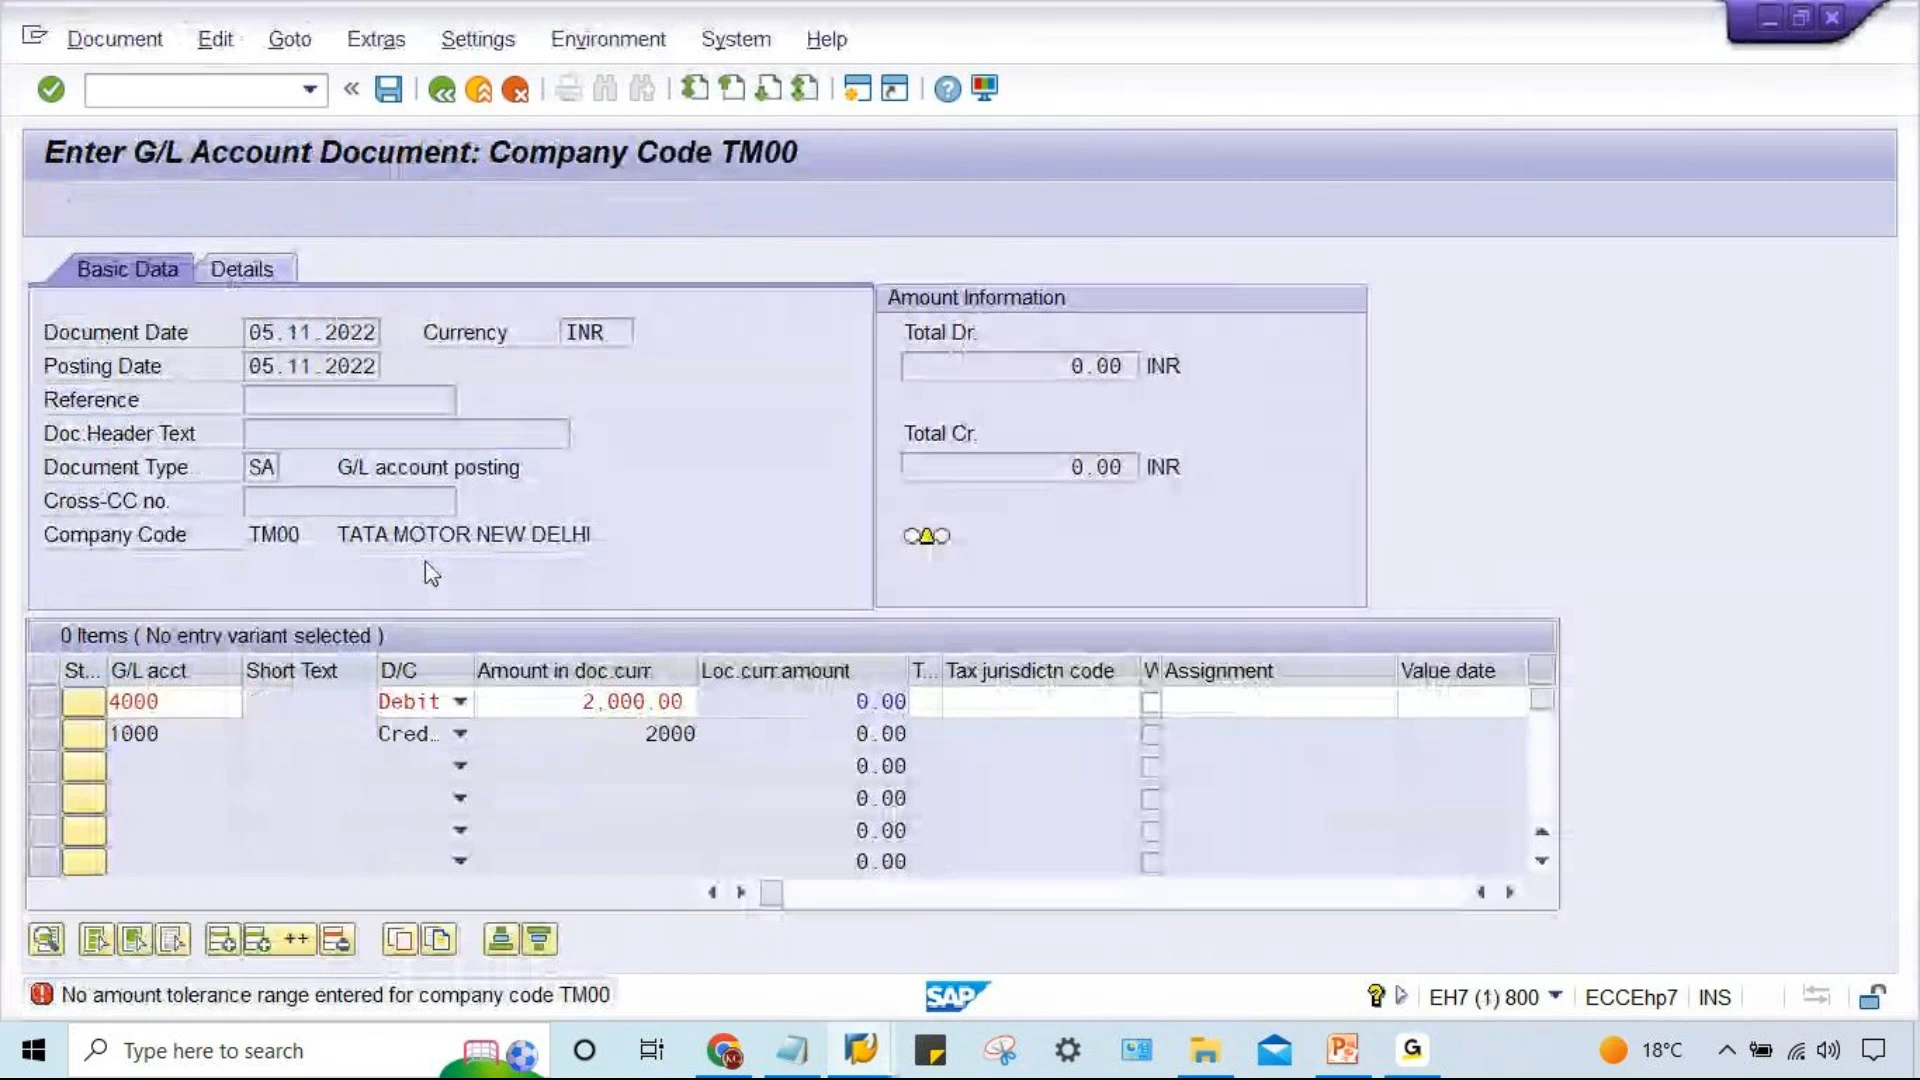 Document Edit Goto Extras Settings Environment System Help
Enter G/L Account Document: Company Code TM00
Basic Data Details
Amount Information
Document Date 05.11.2022 Currency INR Total Dr.
Posting Date 05.11.2022 0.00 INR
Reference
Doc.Header Text Total Cr.
Document Type SA G/L account posting 0.00 INR
Cross-CC no.
Company Code TM00 TATA MOTOR NEW DELHI
0 Items ( No entry variant selected )
St... G/L acct Short Text D/C Amount in doc.curr. Loc.curr.amount T... Tax jurisdictn code V Assignment Value date
4000 Debit 2,000.00 0.00
1000 Cred… 2000 0.00
0.00
0.00
0.00
0.00
++
No amount tolerance range entered for company code TM00 SAP EH7 (1) 800 ECCEhp7 INS
Type here to search G 18°C